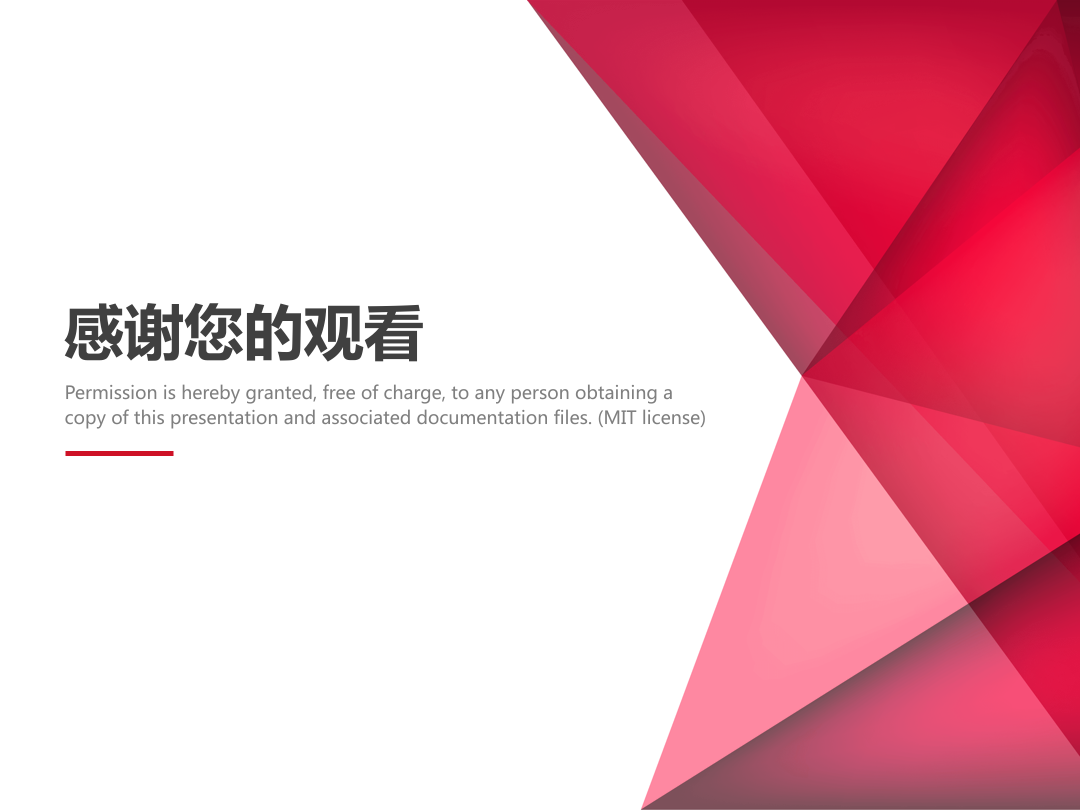 感谢您的观看
Permission is hereby granted, free of charge, to any person obtaining a
copy of this presentation and associated documentation files. (MIT license)